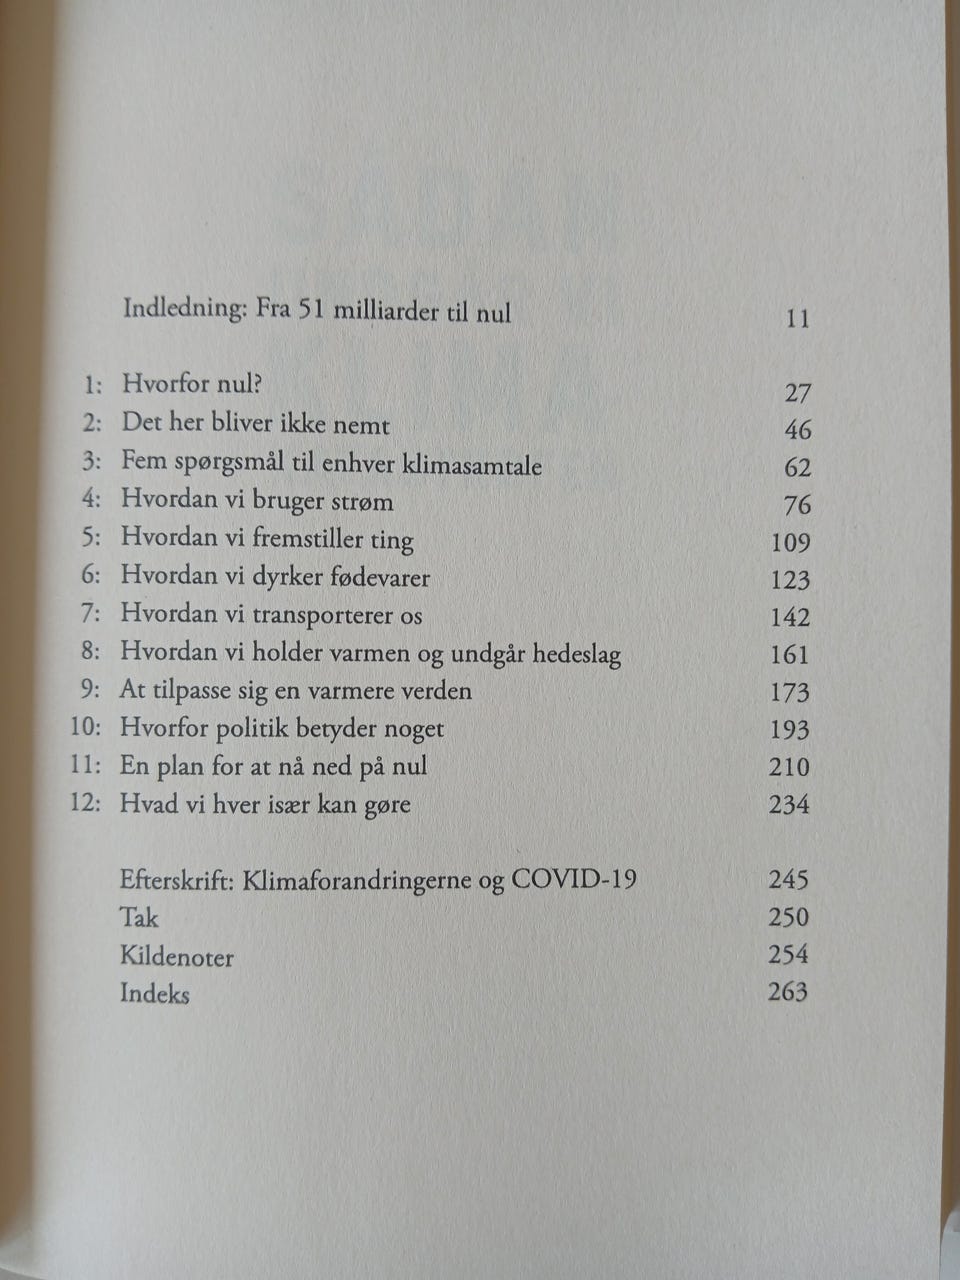 Indledning: Fra 51 milliarder til nul 11
1: Hvorfor nul? 27
2: Det her bliver ikke nemt 46
3: Fem spørgsmål til enhver klimasamtale 62
4: Hvordan vi bruger strøm 76
5: Hvordan vi fremstiller ting 109
6: Hvordan vi dyrker fødevarer 123
7: Hvordan vi transporterer os 142
8: Hvordan vi holder varmen og undgår hedeslag 161
9: At tilpasse sig en varmere verden 173
10: Hvorfor politik betyder noget 193
11: En plan for at nå ned på nul 210
12: Hvad vi hver især kan gøre 234
Efterskrift: Klimaforandringerne og COVID-19 245
Tak 250
Kildenoter 254
Indeks 263